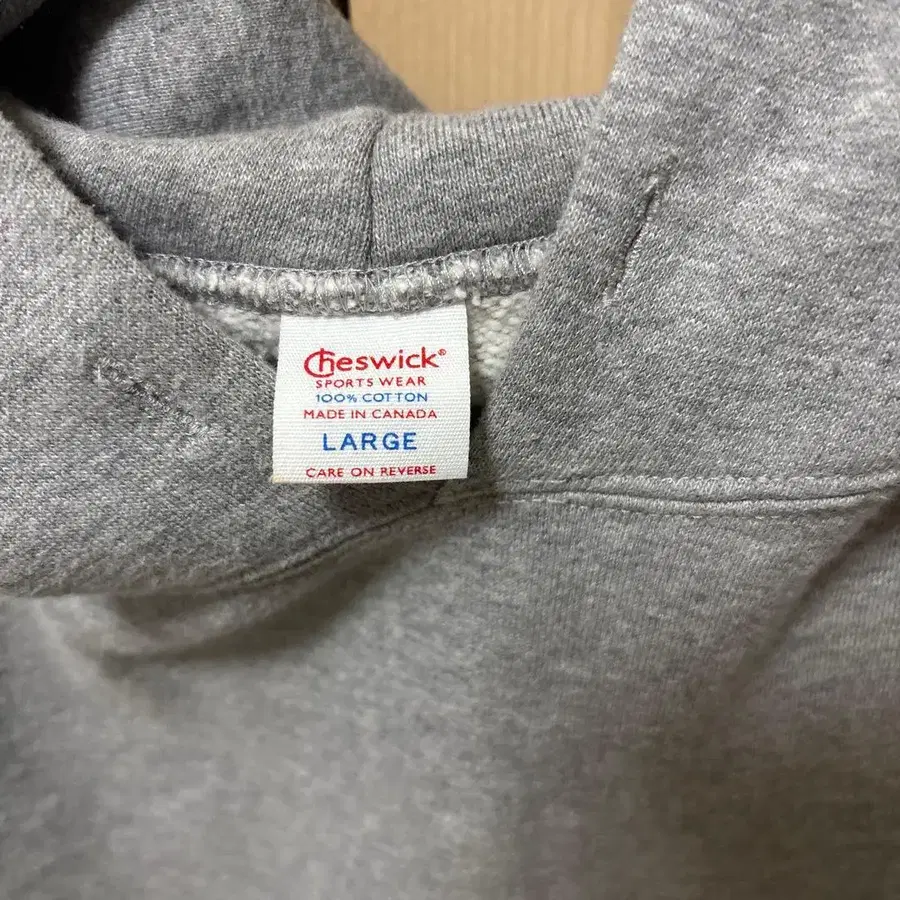 Cheswick®
SPORTS WEAR
100% COTTON
MADE IN CANADA
LARGE
CARE ON REVERSE